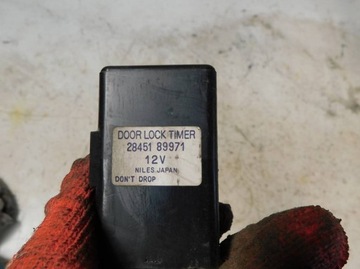 DOOR LOCK TIMER
28451 89971
12V
NILES JAPAN
DON'T DROP